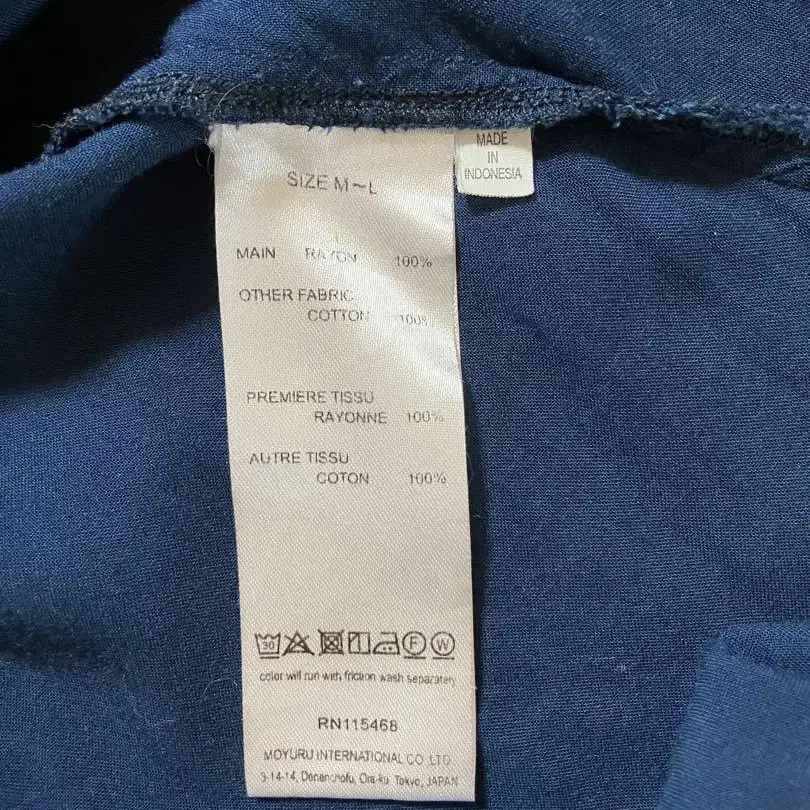 MADE
IN
INDONESIA
SIZE M~L
MAIN RAYON 100%
OTHER FABRIC
COTTON 100%
PREMIERE TISSU
RAYONNE 100%
AUTRE TISSU
COTON 100%
30 F W
color will run with friction wash separately
RN115468
MOYURU INTERNATIONAL CO.,LTD
3-14-14, Denenchofu, Ota-ku Tokyo, JAPAN